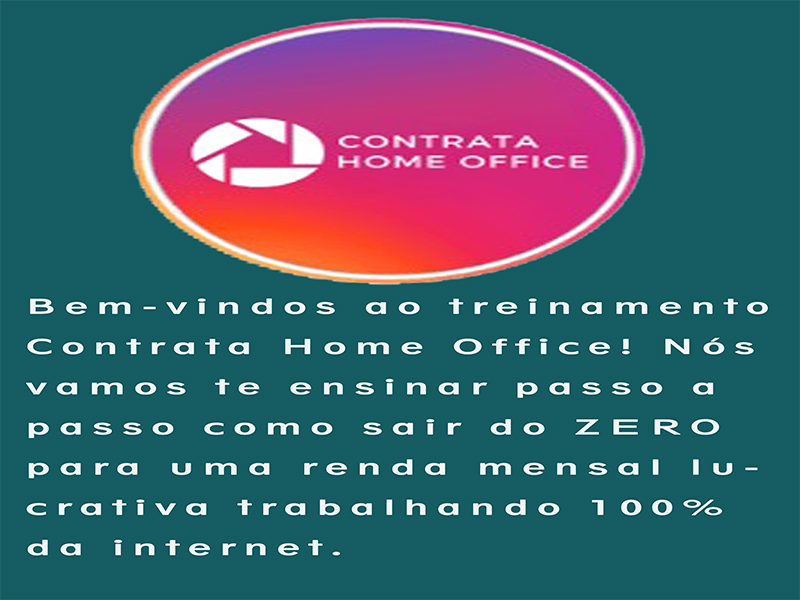 CONTRATA
HOME OFFICE
Bem-vindos ao treinamento
Contrata Home Office! Nós
vamos te ensinar passo a
passo como sair do ZERO
para uma renda mensal lu-
crativa trabalhando 100%
da internet.